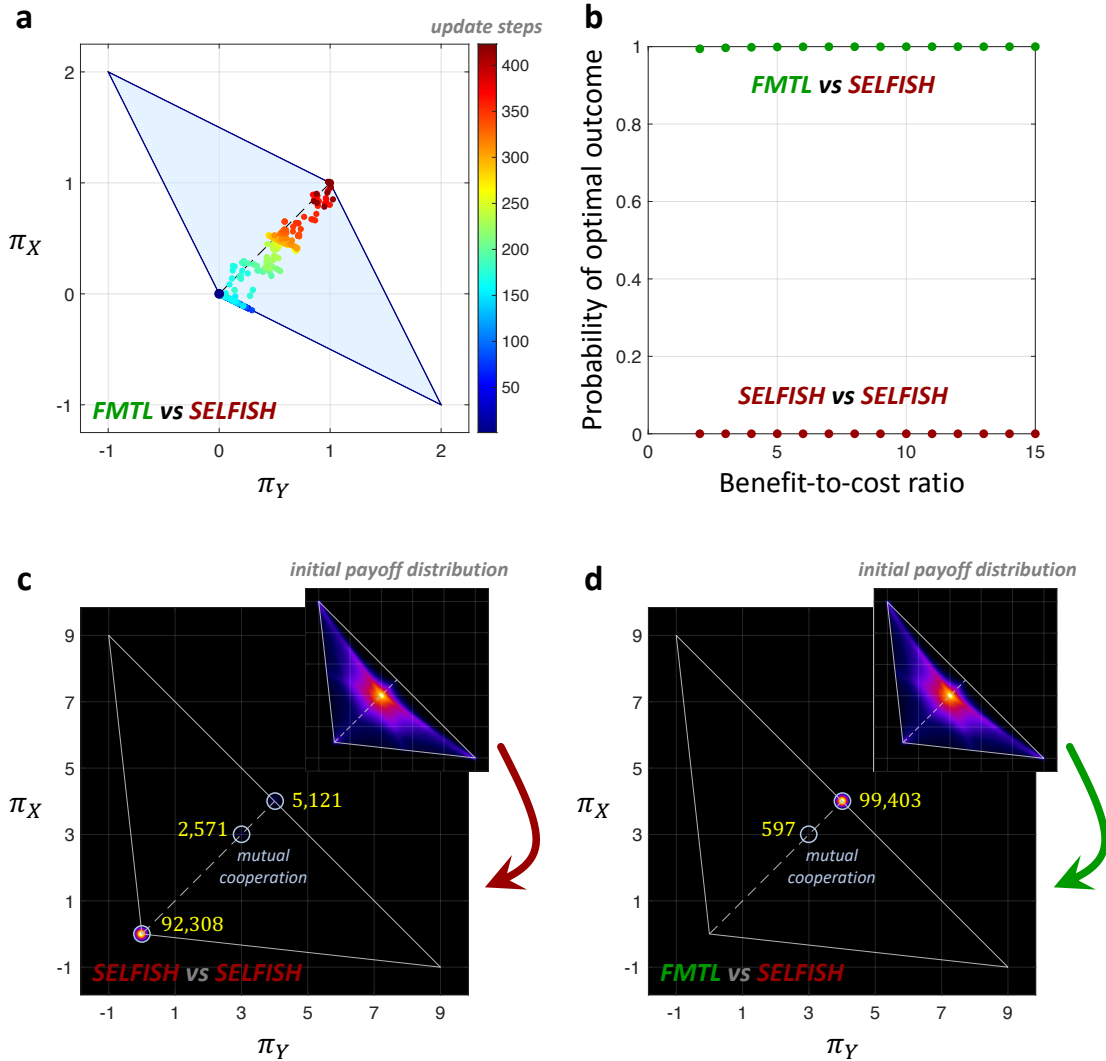 a
update steps
2
1
0
-1
-1
0
1
2
π_X
π_Y
400
350
300
250
200
150
100
50
FMTL vs SELFISH
b
1
0.8
0.6
0.4
0.2
0
0
5
10
15
Probability of optimal outcome
Benefit-to-cost ratio
FMTL vs SELFISH
SELFISH vs SELFISH
c
initial payoff distribution
9
7
5
3
1
-1
-1
1
3
5
7
9
π_X
π_Y
5,121
2,571
mutual
cooperation
92,308
SELFISH vs SELFISH
d
initial payoff distribution
9
7
5
3
1
-1
-1
1
3
5
7
9
π_X
π_Y
99,403
597
mutual
cooperation
FMTL vs SELFISH